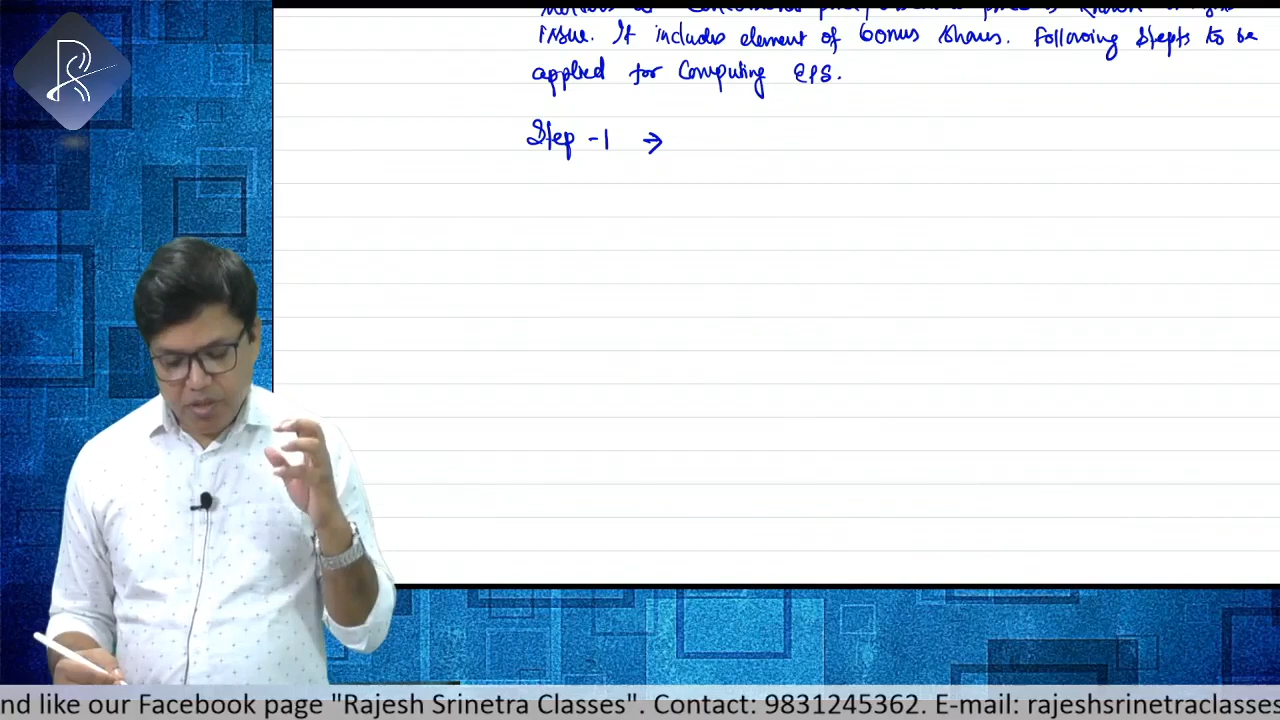 issue. It includes element of bonus shares. Following stepts to be
applied for computing EPS.
Step -1 →
nd like our Facebook page "Rajesh Srinetra Classes". Contact: 9831245362. E-mail: rajeshsrinetraclasses